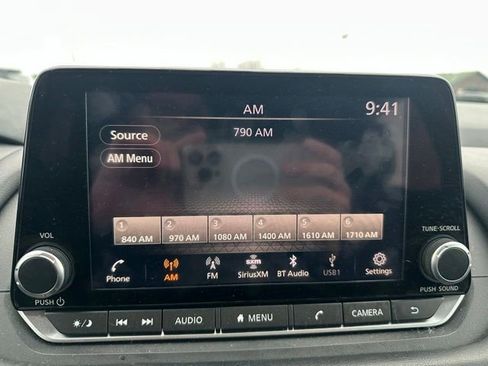 AM
9:41
Source
790 AM
AM Menu
1 2 3 4 5 6
840 AM 970 AM 1080 AM 1400 AM 1610 AM 1710 AM
VOL
TUNE·SCROLL
Phone AM FM SXM SiriusXM BT Audio USB1 Settings
PUSH
PUSH SOUND
AUDIO MENU CAMERA